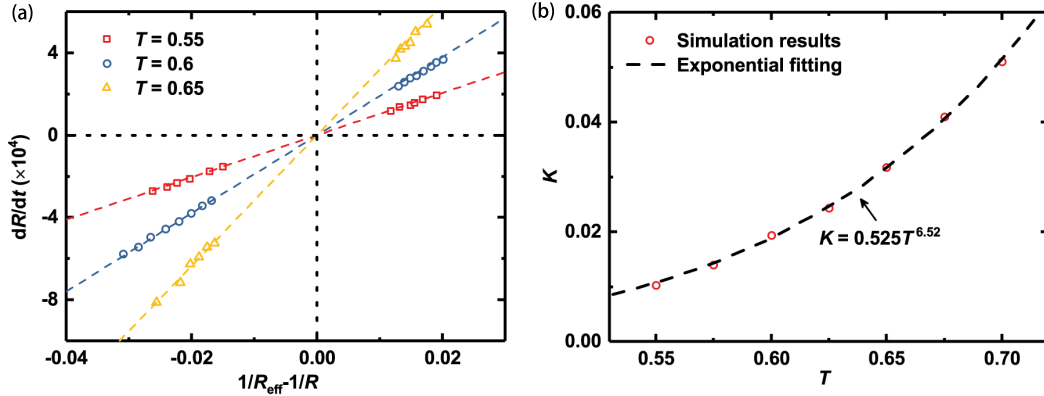 (a)
T = 0.55
T = 0.6
T = 0.65
dR/dt (×10⁴)
4
0
-4
-8
-0.04 -0.02 0.00 0.02
1/R_eff-1/R
(b)
Simulation results
Exponential fitting
K = 0.525T^6.52
K
0.06
0.04
0.02
0.00
0.55 0.60 0.65 0.70
T